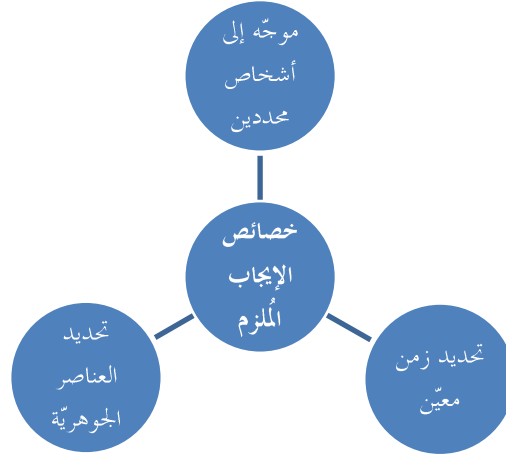 موجّه إلى
أشخاص
محددين
خصائص
الإيجاب
المُلزم
تحديد زمن
معيّن
تحديد
العناصر
الجوهريّة